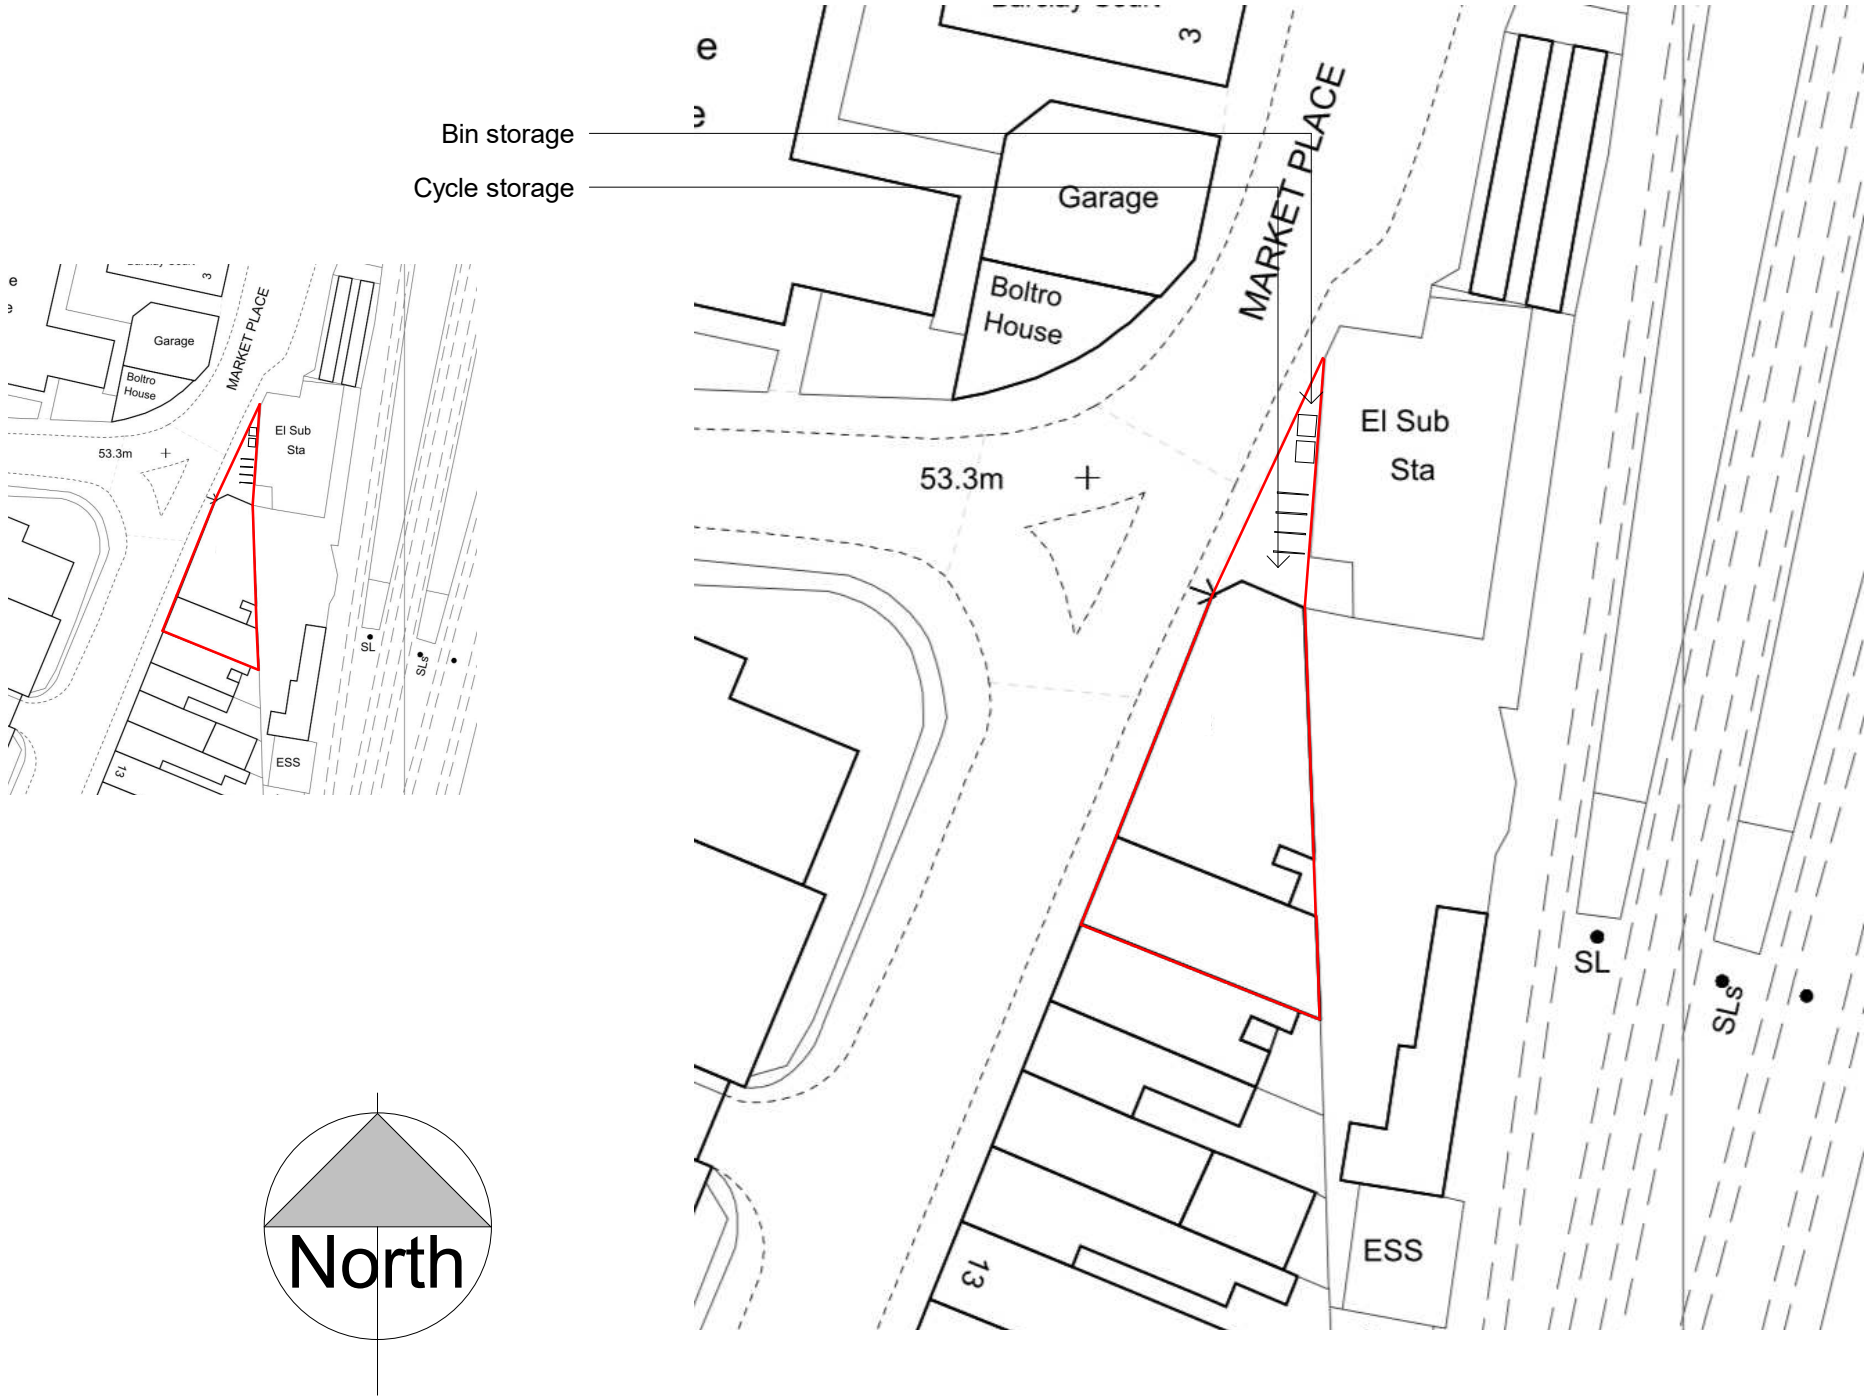 e
e
3
MARKET PLACE
Bin storage
Cycle storage
Garage
Boltro
House
El Sub
Sta
53.3m
SL
SLs
ESS
13
3
e
MARKET PLACE
Garage
Boltro
House
El Sub
Sta
53.3m
SL
SLs
ESS
13
North